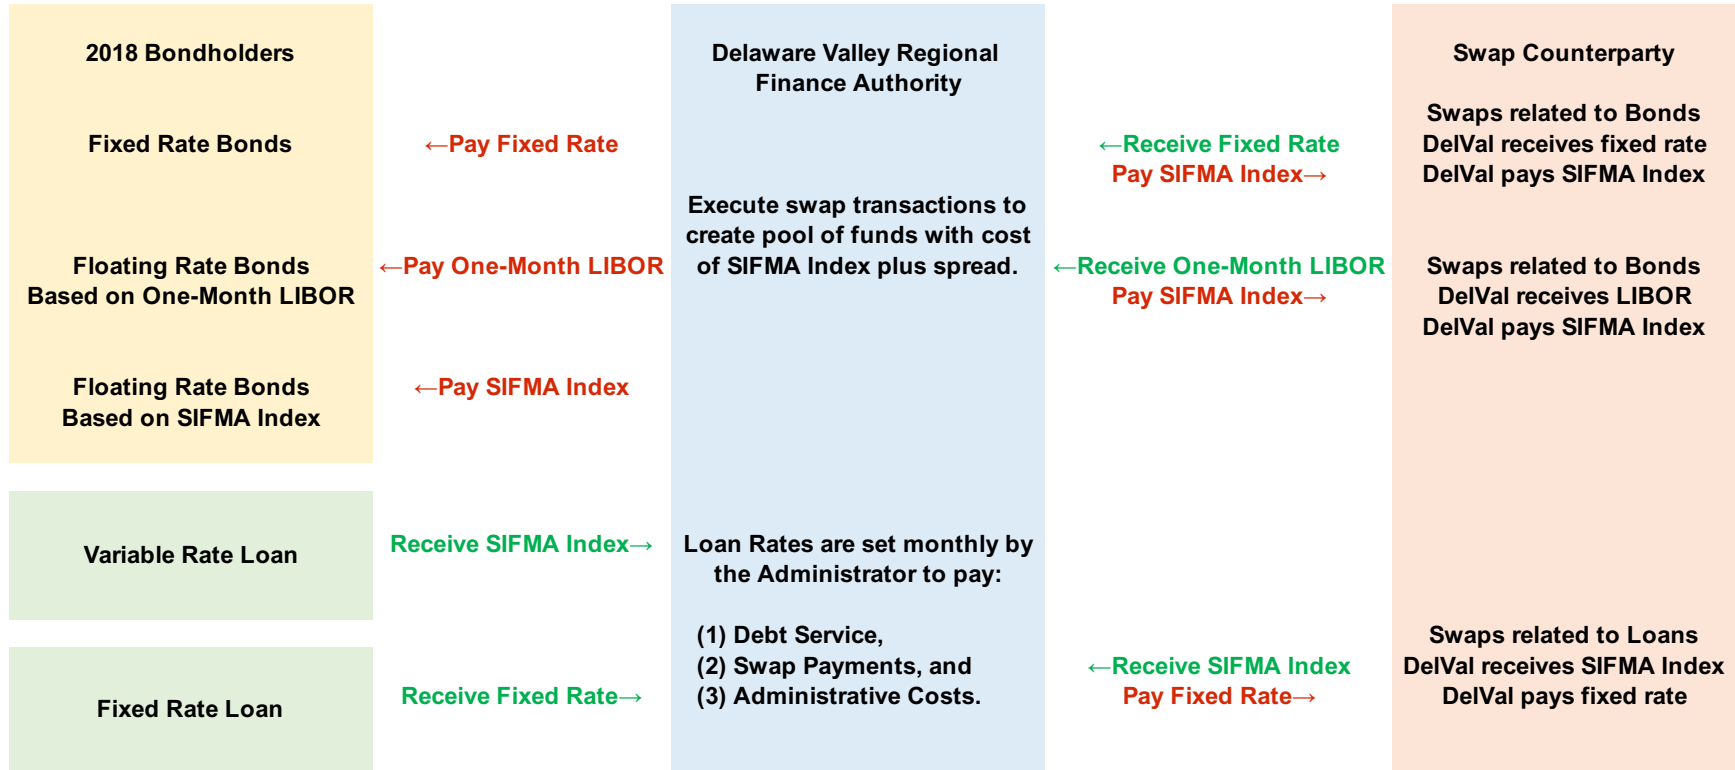 2018 Bondholders
Fixed Rate Bonds
Floating Rate Bonds
Based on One-Month LIBOR
Floating Rate Bonds
Based on SIFMA Index
Variable Rate Loan
Fixed Rate Loan
←Pay Fixed Rate
←Pay One-Month LIBOR
←Pay SIFMA Index
Receive SIFMA Index→
Receive Fixed Rate→
Delaware Valley Regional
Finance Authority
Execute swap transactions to
create pool of funds with cost
of SIFMA Index plus spread.
Loan Rates are set monthly by
the Administrator to pay:
(1) Debt Service,
(2) Swap Payments, and
(3) Administrative Costs.
←Receive Fixed Rate
Pay SIFMA Index→
←Receive One-Month LIBOR
Pay SIFMA Index→
←Receive SIFMA Index
Pay Fixed Rate→
Swap Counterparty
Swaps related to Bonds
DelVal receives fixed rate
DelVal pays SIFMA Index
Swaps related to Bonds
DelVal receives LIBOR
DelVal pays SIFMA Index
Swaps related to Loans
DelVal receives SIFMA Index
DelVal pays fixed rate